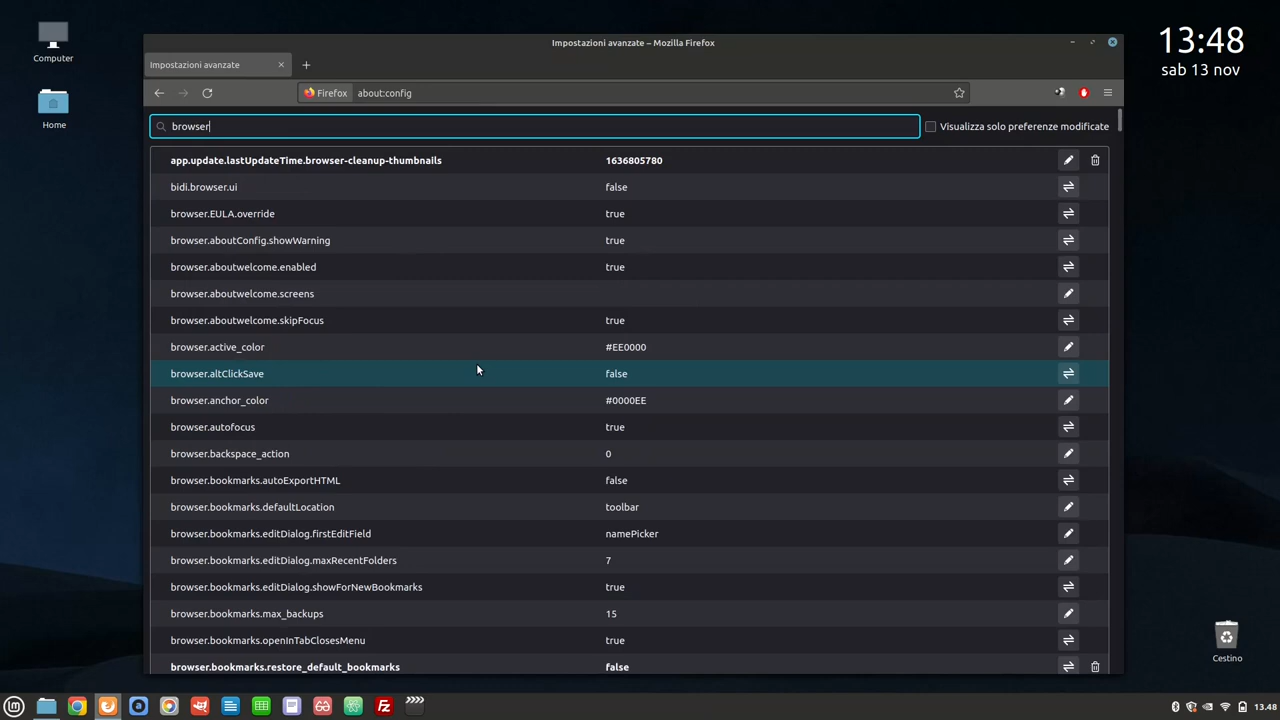 Computer
Home
Impostazioni avanzate – Mozilla Firefox
Impostazioni avanzate
Firefox
about:config
browser
Visualizza solo preferenze modificate
app.update.lastUpdateTime.browser-cleanup-thumbnails 1636805780
bidi.browser.ui false
browser.EULA.override true
browser.aboutConfig.showWarning true
browser.aboutwelcome.enabled true
browser.aboutwelcome.screens
browser.aboutwelcome.skipFocus true
browser.active_color #EE0000
browser.altClickSave false
browser.anchor_color #0000EE
browser.autofocus true
browser.backspace_action 0
browser.bookmarks.autoExportHTML false
browser.bookmarks.defaultLocation toolbar
browser.bookmarks.editDialog.firstEditField namePicker
browser.bookmarks.editDialog.maxRecentFolders 7
browser.bookmarks.editDialog.showForNewBookmarks true
browser.bookmarks.max_backups 15
browser.bookmarks.openInTabClosesMenu true
browser.bookmarks.restore_default_bookmarks false
13:48
sab 13 nov
Cestino
13.48